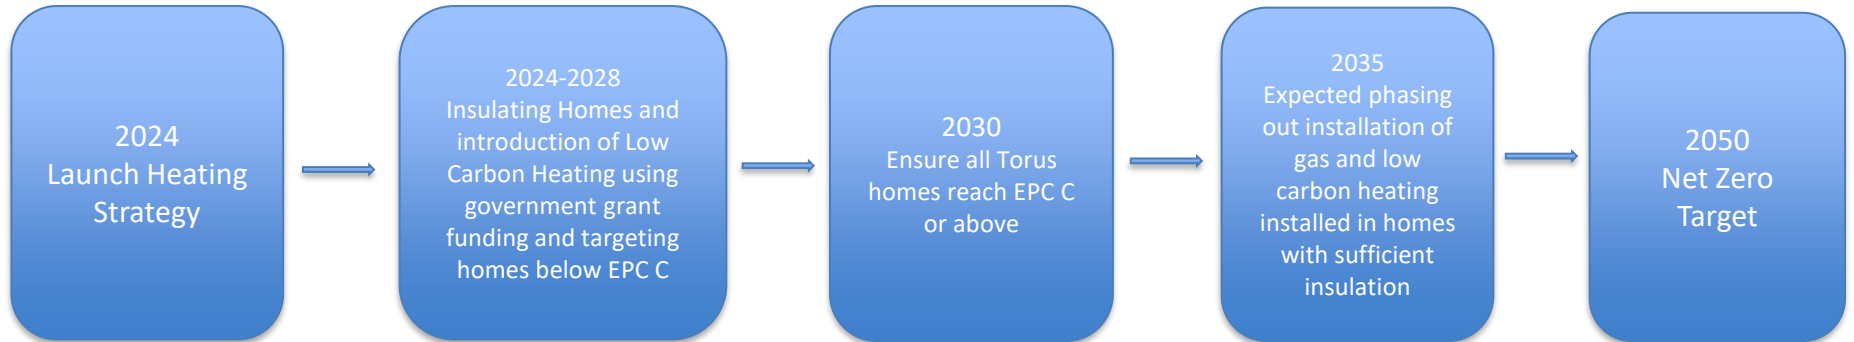 2024
Launch Heating
Strategy
2024-2028
Insulating Homes and
introduction of Low
Carbon Heating using
government grant
funding and targeting
homes below EPC C
2030
Ensure all Torus
homes reach EPC C
or above
2035
Expected phasing
out installation of
gas and low
carbon heating
installed in homes
with sufficient
insulation
2050
Net Zero
Target